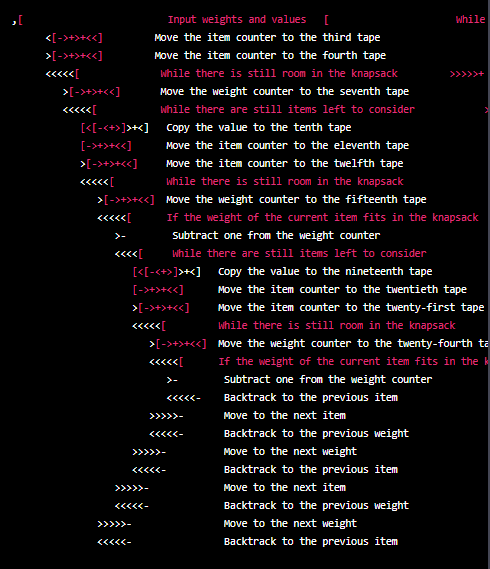 ,[ Input weights and values [ While
<[->+>+<<] Move the item counter to the third tape
>[->+>+<<] Move the item counter to the fourth tape
<<<<<[ While there is still room in the knapsack >>>>>+
>[->+>+<<] Move the weight counter to the seventh tape
<<<<<[ While there are still items left to consider >
[<[-<+>]>+<] Copy the value to the tenth tape
[->+>+<<] Move the item counter to the eleventh tape
>[->+>+<<] Move the item counter to the twelfth tape
<<<<<[ While there is still room in the knapsack
>[->+>+<<] Move the weight counter to the fifteenth tape
<<<<<[ If the weight of the current item fits in the knapsack
>- Subtract one from the weight counter
<<<<[ While there are still items left to consider
[<[-<+>]>+<] Copy the value to the nineteenth tape
[->+>+<<] Move the item counter to the twentieth tape
>[->+>+<<] Move the item counter to the twenty-first tape
<<<<<[ While there is still room in the knapsack
>[->+>+<<] Move the weight counter to the twenty-fourth ta
<<<<<[ If the weight of the current item fits in the k
>- Subtract one from the weight counter
<<<<<- Backtrack to the previous item
>>>>>- Move to the next item
<<<<<- Backtrack to the previous weight
>>>>>- Move to the next weight
<<<<<- Backtrack to the previous item
>>>>>- Move to the next item
<<<<<- Backtrack to the previous weight
>>>>>- Move to the next weight
<<<<<- Backtrack to the previous item